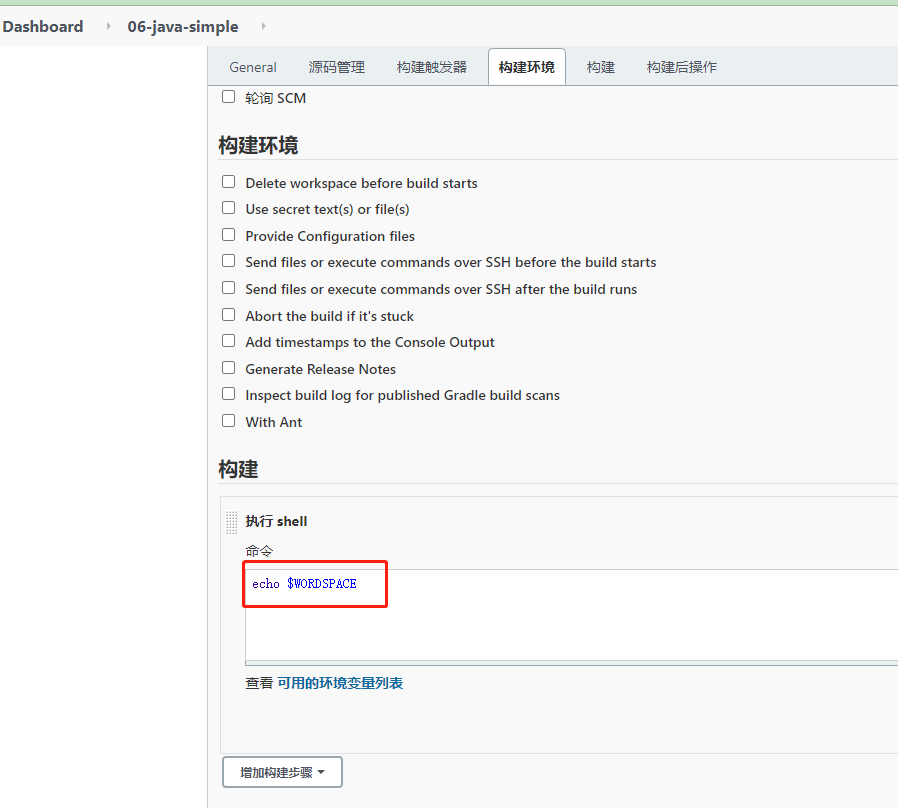 Dashboard 06-java-simple
General 源码管理 构建触发器 构建环境 构建 构建后操作
轮询 SCM
构建环境
Delete workspace before build starts
Use secret text(s) or file(s)
Provide Configuration files
Send files or execute commands over SSH before the build starts
Send files or execute commands over SSH after the build runs
Abort the build if it's stuck
Add timestamps to the Console Output
Generate Release Notes
Inspect build log for published Gradle build scans
With Ant
构建
执行 shell
命令
echo $WORDSPACE
查看 可用的环境变量列表
增加构建步骤